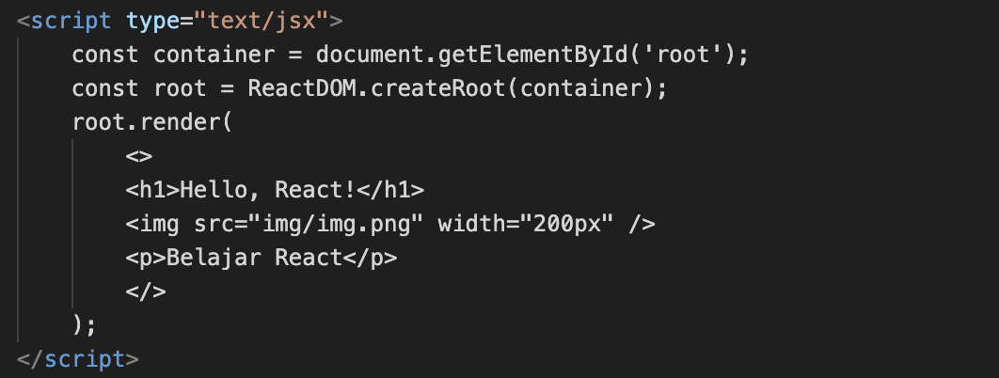 <script type="text/jsx">
const container = document.getElementById('root');
const root = ReactDOM.createRoot(container);
root.render(
<>
<h1>Hello, React!</h1>
<img src="img/img.png" width="200px" />
<p>Belajar React</p>
</>
);
</script>